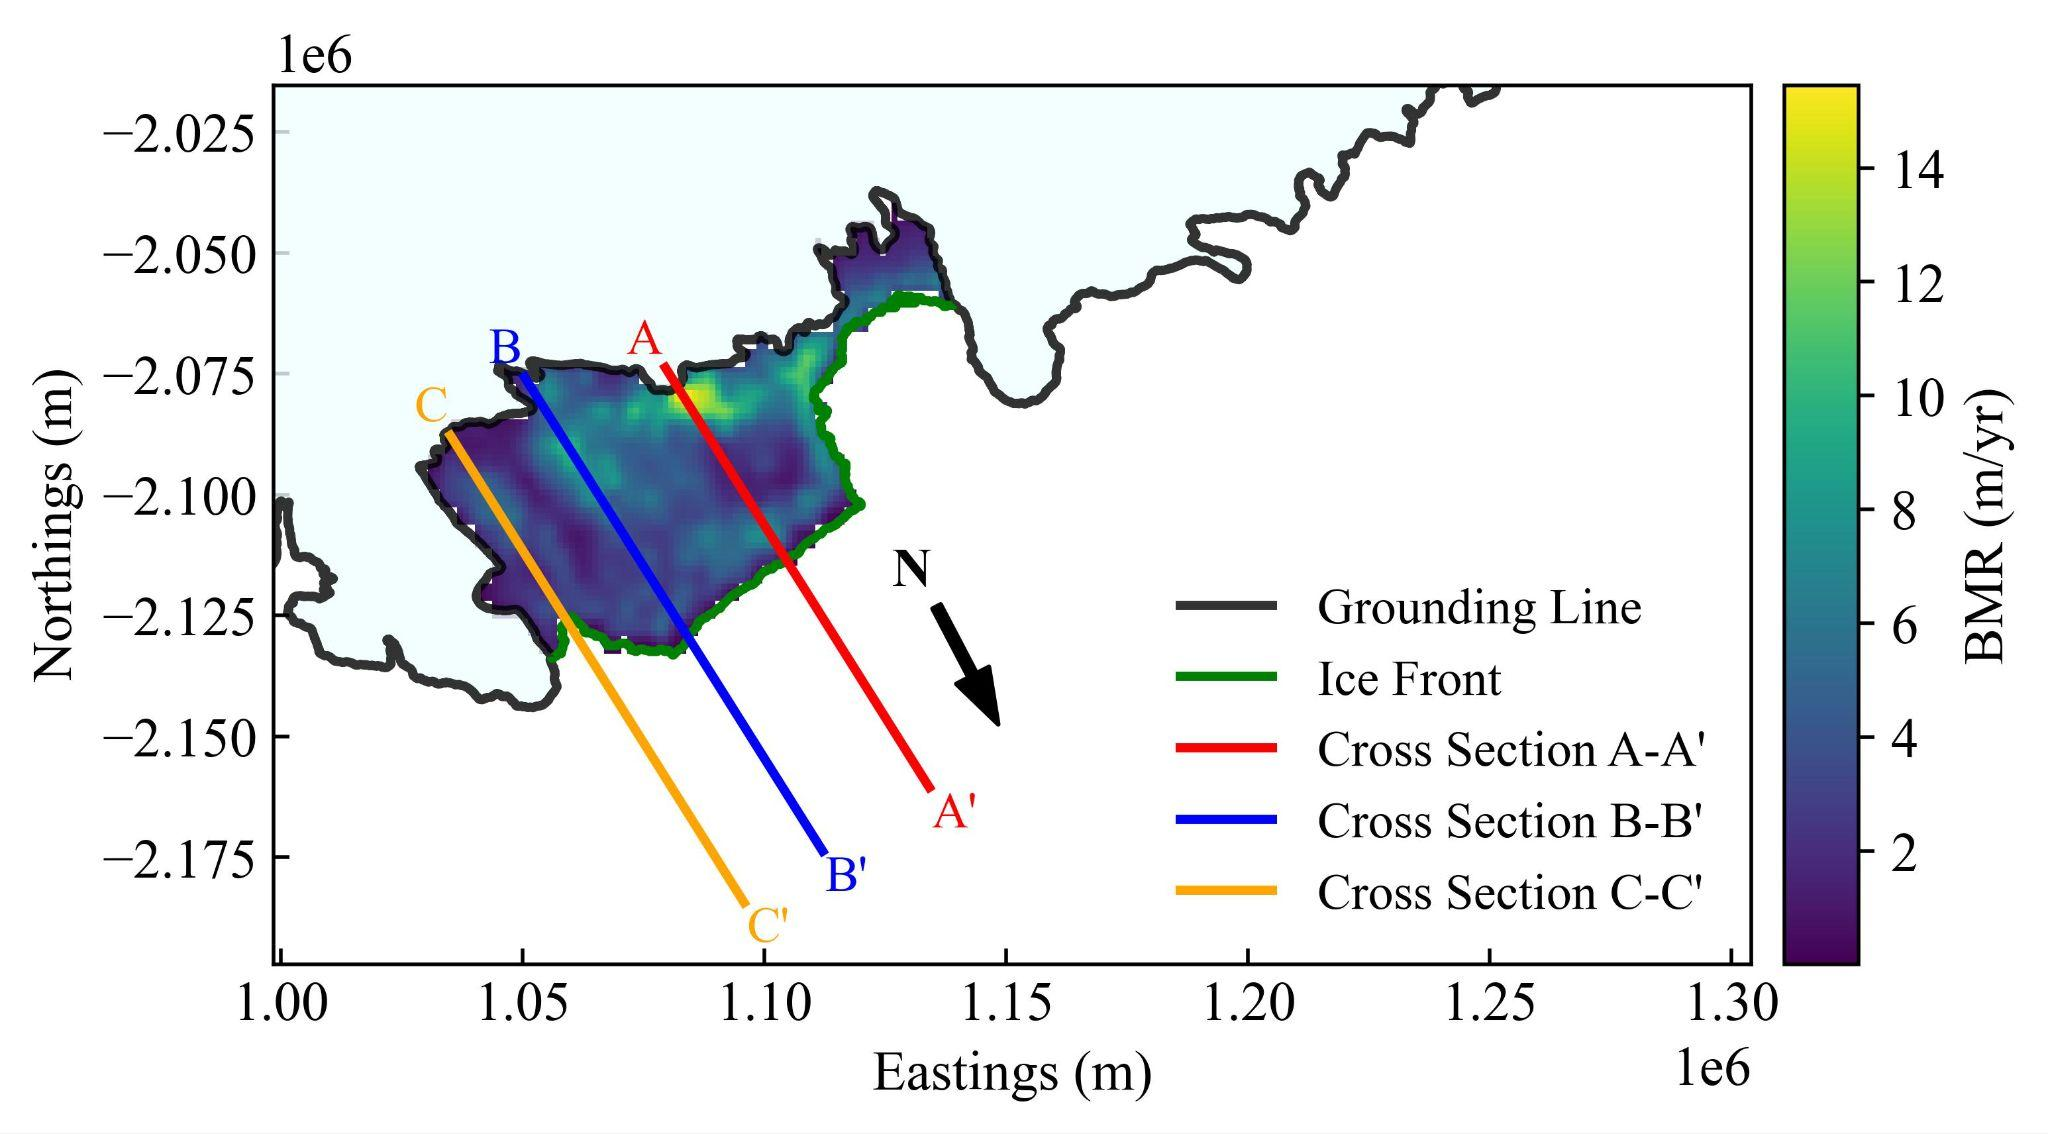 1e6
−2.025
−2.050
−2.075
−2.100
−2.125
−2.150
−2.175
Northings (m)
A
B
C
N
A'
B'
C'
Grounding Line
Ice Front
Cross Section A-A'
Cross Section B-B'
Cross Section C-C'
14
12
10
8
6
4
2
BMR (m/yr)
1.00 1.05 1.10 1.15 1.20 1.25 1.30
Eastings (m)
1e6